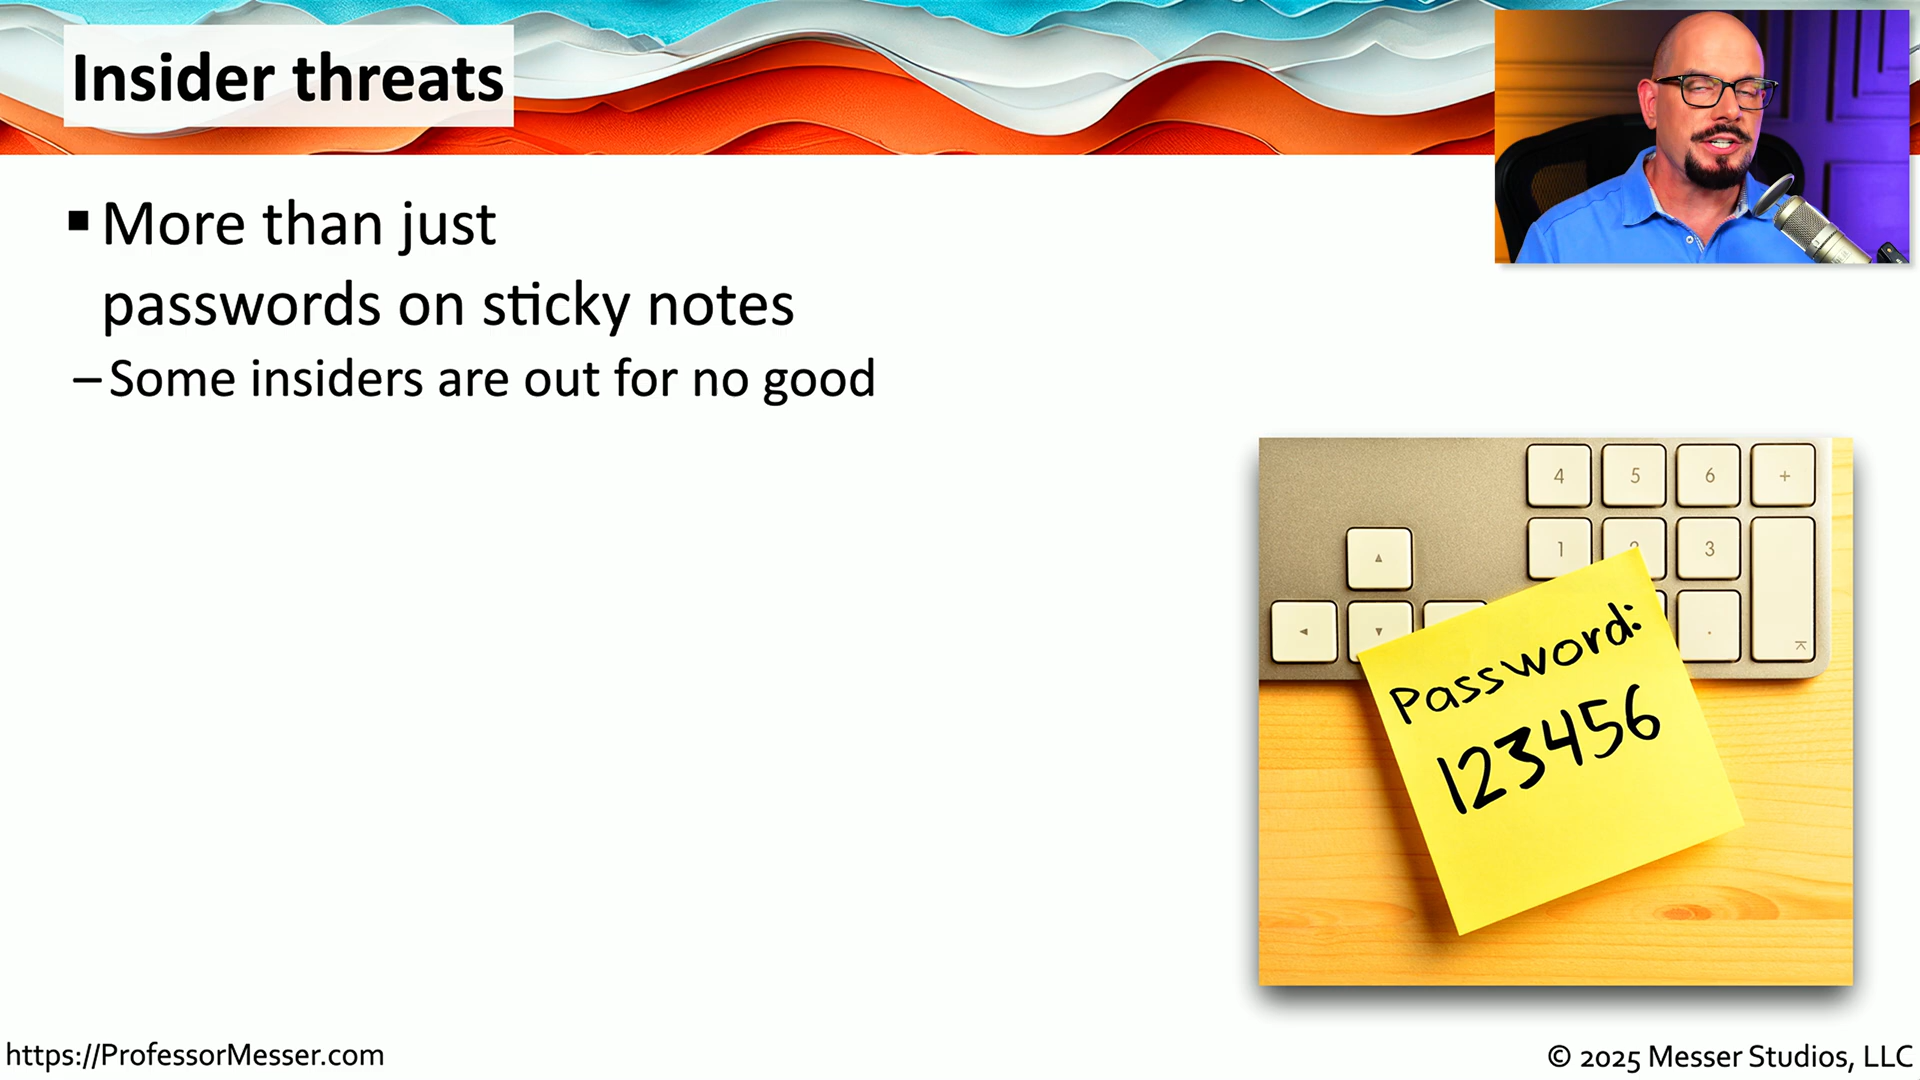 Insider threats
▪ More than just
passwords on sticky notes
– Some insiders are out for no good
4 5 6 +
1 2 3
.
Password:
123456
https://ProfessorMesser.com
© 2025 Messer Studios, LLC